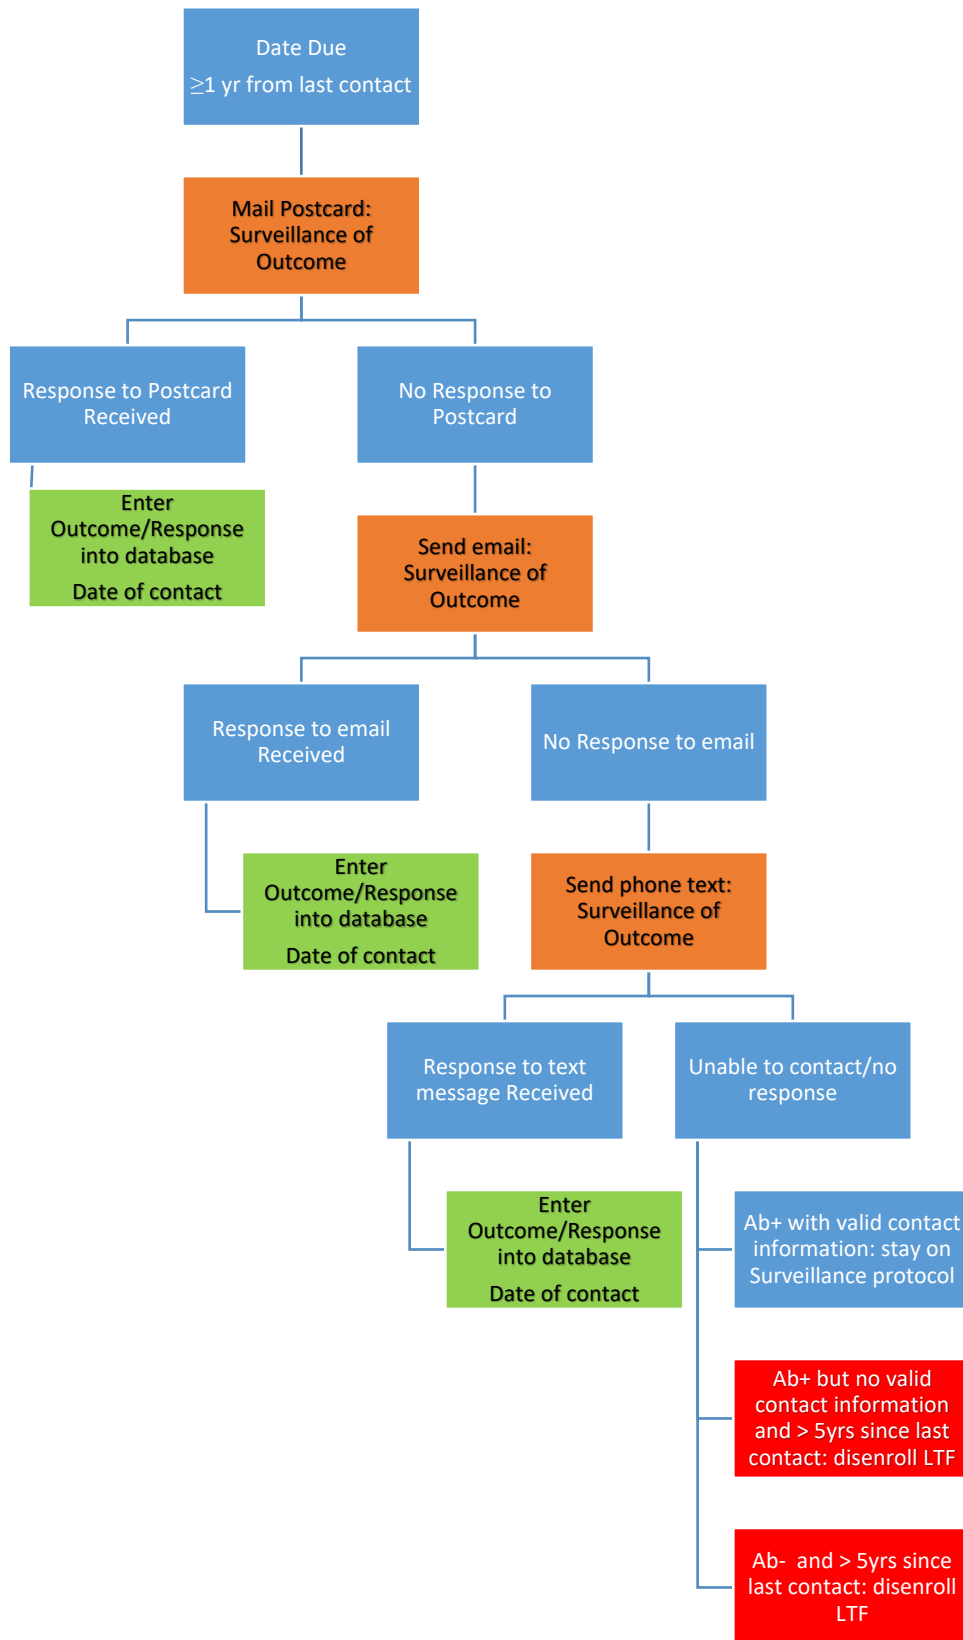 Date Due
≥1 yr from last contact
Mail Postcard:
Surveillance of
Outcome
Response to Postcard
Received
No Response to
Postcard
Enter
Outcome/Response
into database
Date of contact
Send email:
Surveillance of
Outcome
Response to email
Received
No Response to email
Enter
Outcome/Response
into database
Date of contact
Send phone text:
Surveillance of
Outcome
Response to text
message Received
Unable to contact/no
response
Enter
Outcome/Response
into database
Date of contact
Ab+ with valid contact
information: stay on
Surveillance protocol
Ab+ but no valid
contact information
and > 5yrs since last
contact: disenroll LTF
Ab- and > 5yrs since
last contact: disenroll
LTF